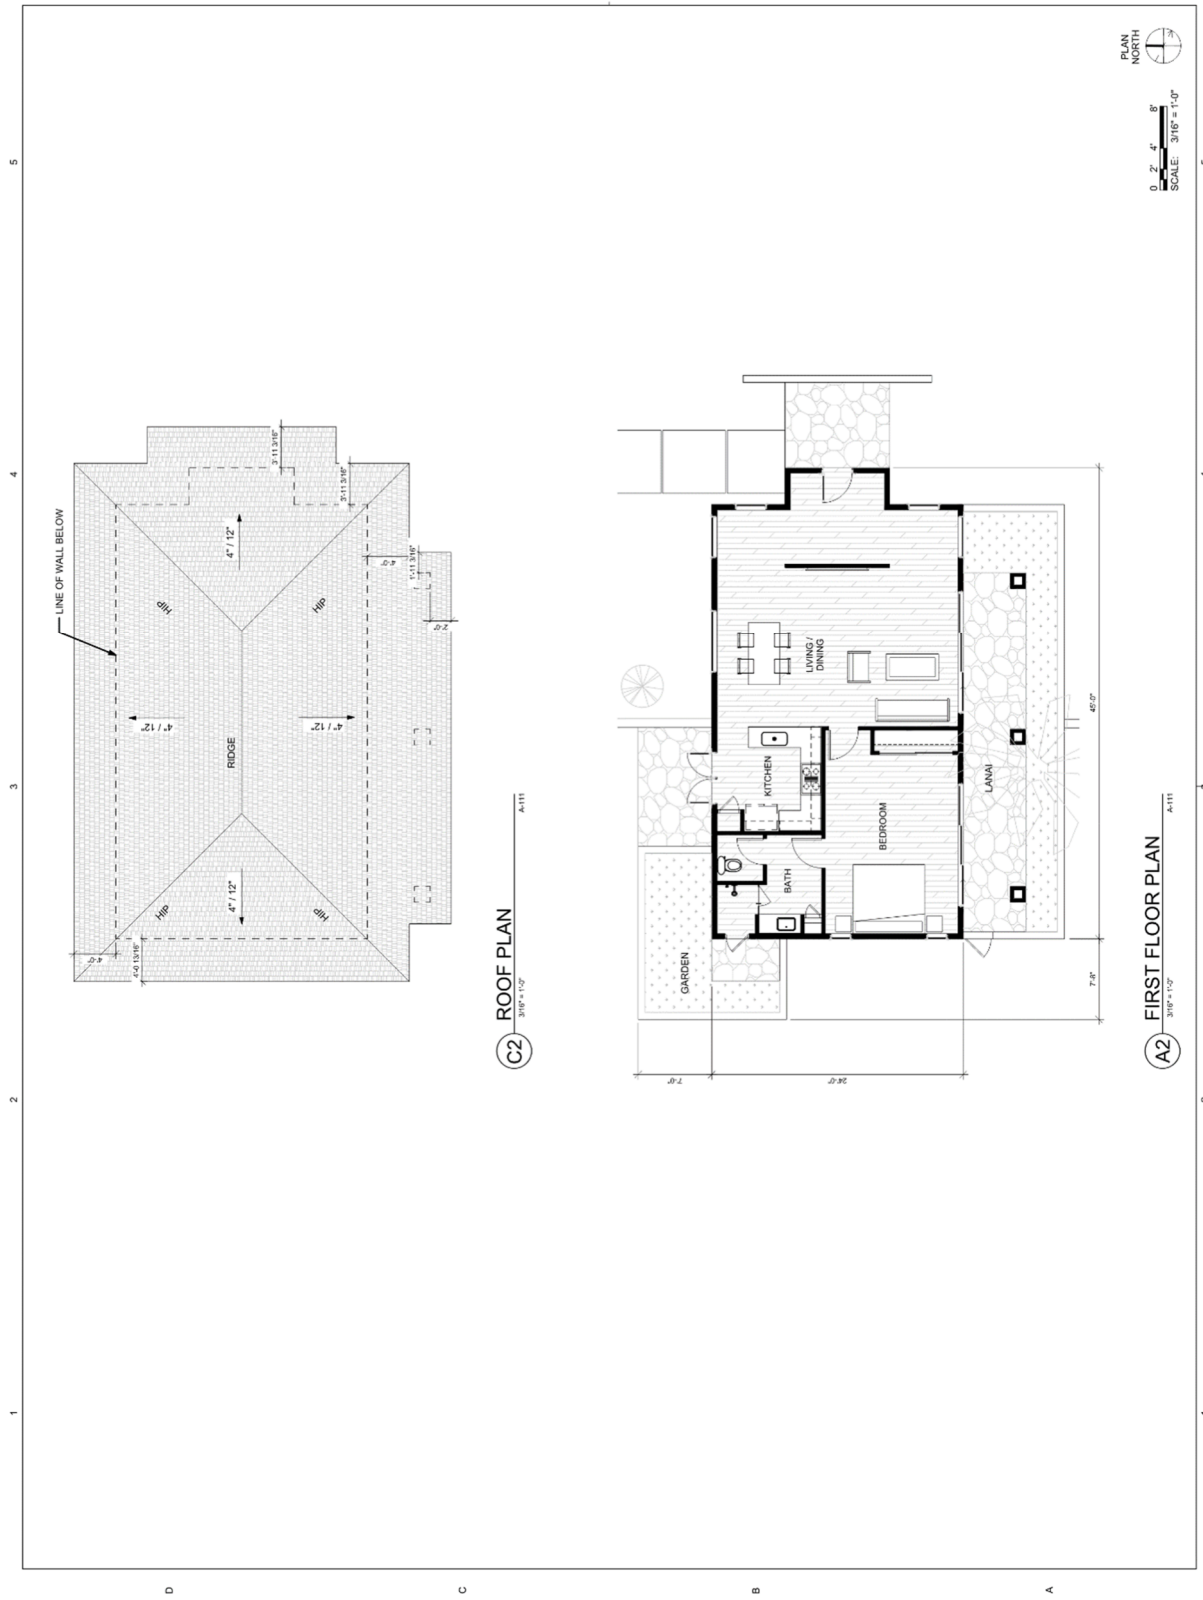 LINE OF WALL BELOW
4'-0"
4'-0 13/16"
HIP
HIP
HIP
HIP
4" / 12"
4" / 12"
4" / 12"
4" / 12"
RIDGE
3'-11 3/16"
3'-11 3/16"
4'-0"
1'-11 3/16"
2'-0"
C2
ROOF PLAN
3/16" = 1'-0"
A-111
GARDEN
BATH
KITCHEN
LIVING /
DINING
BEDROOM
LANAI
7'-0"
24'-0"
7'-8"
45'-0"
A2
FIRST FLOOR PLAN
3/16" = 1'-0"
A-111
PLAN
NORTH
0 2' 4' 8'
SCALE: 3/16" = 1'-0"
1
2
3
4
5
D
C
B
A